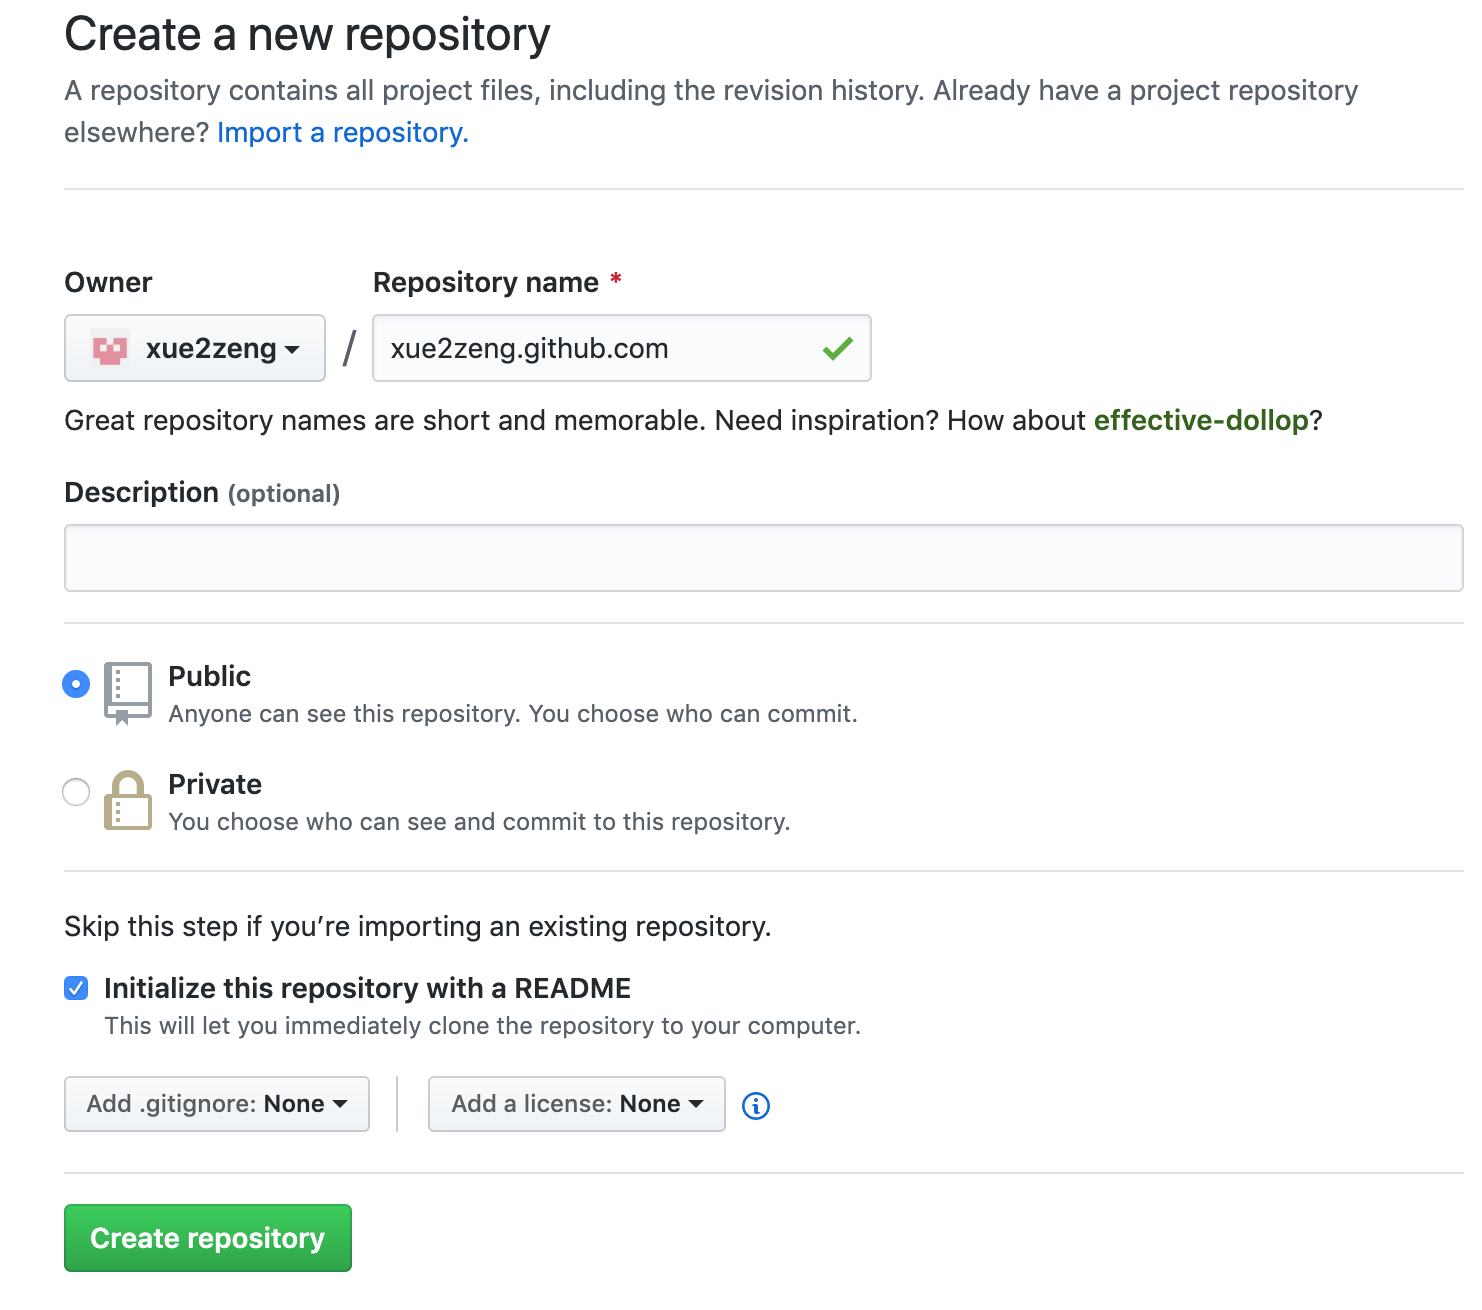 Create a new repository
A repository contains all project files, including the revision history. Already have a project repository
elsewhere? Import a repository.
Owner
Repository name *
xue2zeng
/
xue2zeng.github.com
Great repository names are short and memorable. Need inspiration? How about effective-dollop?
Description (optional)
Public
Anyone can see this repository. You choose who can commit.
Private
You choose who can see and commit to this repository.
Skip this step if you’re importing an existing repository.
Initialize this repository with a README
This will let you immediately clone the repository to your computer.
Add .gitignore: None
Add a license: None
Create repository